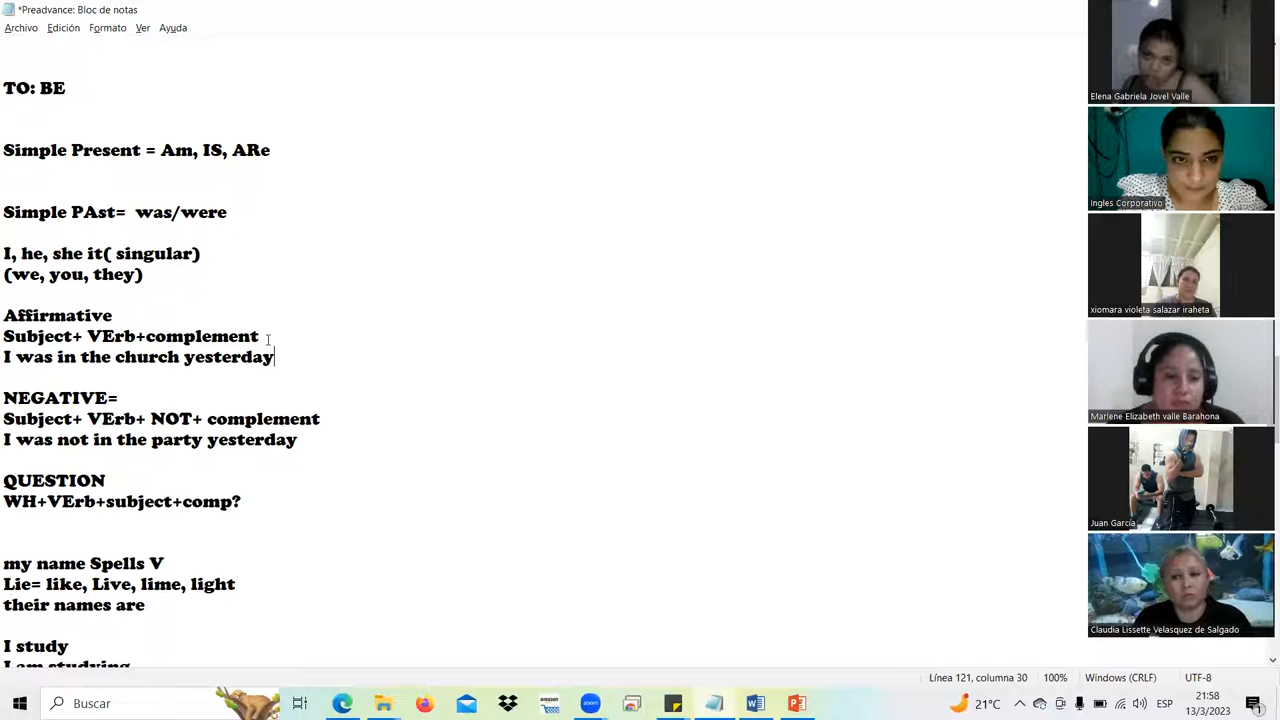 *Preadvance: Bloc de notas
Archivo Edición Formato Ver Ayuda
TO: BE
Simple Present = Am, IS, ARe
Simple PAst=  was/were
I, he, she it( singular)
(we, you, they)
Affirmative
Subject+ VErb+complement
I was in the church yesterday
NEGATIVE=
Subject+ VErb+ NOT+ complement
I was not in the party yesterday
QUESTION
WH+VErb+subject+comp?
my name Spells V
Lie= like, Live, lime, light
their names are
I study
I am studying
Elena Gabriela Jovel Valle
Ingles Corporativo
xiomara violeta salazar iraheta
Marlene Elizabeth valle Barahona
Juan García
Claudia Lissette Velasquez de Salgado
Línea 121, columna 30 100% Windows (CRLF) UTF-8
Buscar
amazon
zoom
21°C
ESP
21:58
13/3/2023
1